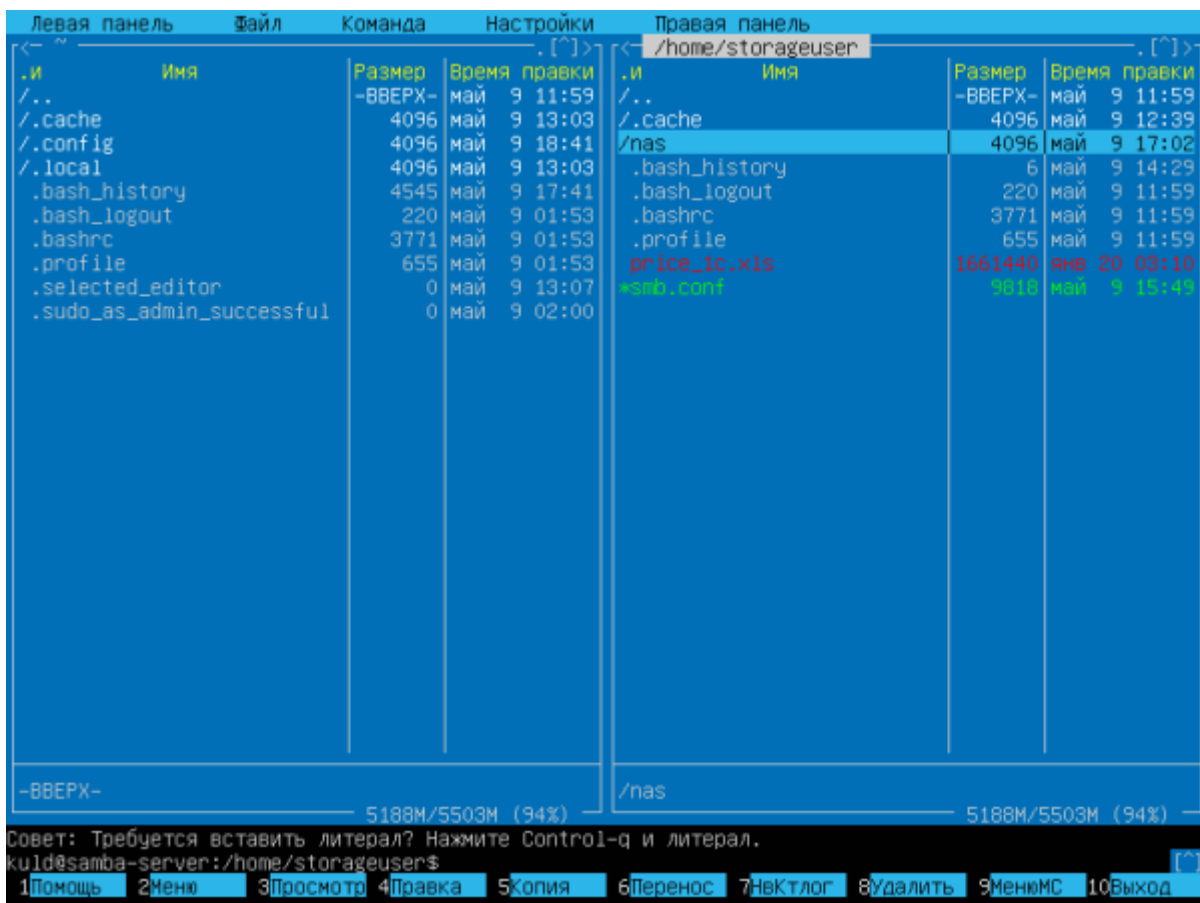 Левая панель Файл Команда Настройки Правая панель
<─ ~ .[^]> <─ /home/storageuser .[^]>
.и Имя Размер Время правки .и Имя Размер Время правки
/.. -ВВЕРХ- май 9 11:59 /.. -ВВЕРХ- май 9 11:59
/.cache 4096 май 9 13:03 /.cache 4096 май 9 12:39
/.config 4096 май 9 18:41 /nas 4096 май 9 17:02
/.local 4096 май 9 13:03 .bash_history 6 май 9 14:29
.bash_history 4545 май 9 17:41 .bash_logout 220 май 9 11:59
.bash_logout 220 май 9 01:53 .bashrc 3771 май 9 11:59
.bashrc 3771 май 9 01:53 .profile 655 май 9 11:59
.profile 655 май 9 01:53 price_1c.xls 1661440 янв 20 03:10
.selected_editor 0 май 9 13:07 *smb.conf 9818 май 9 15:49
.sudo_as_admin_successful 0 май 9 02:00
-ВВЕРХ- /nas
5188M/5503M (94%) 5188M/5503M (94%)
Совет: Требуется вставить литерал? Нажмите Control-q и литерал.
kuld@samba-server:/home/storageuser$ [^]
1Помощь 2Меню 3Просмотр 4Правка 5Копия 6Перенос 7НвКтлог 8Удалить 9МенюMC 10Выход